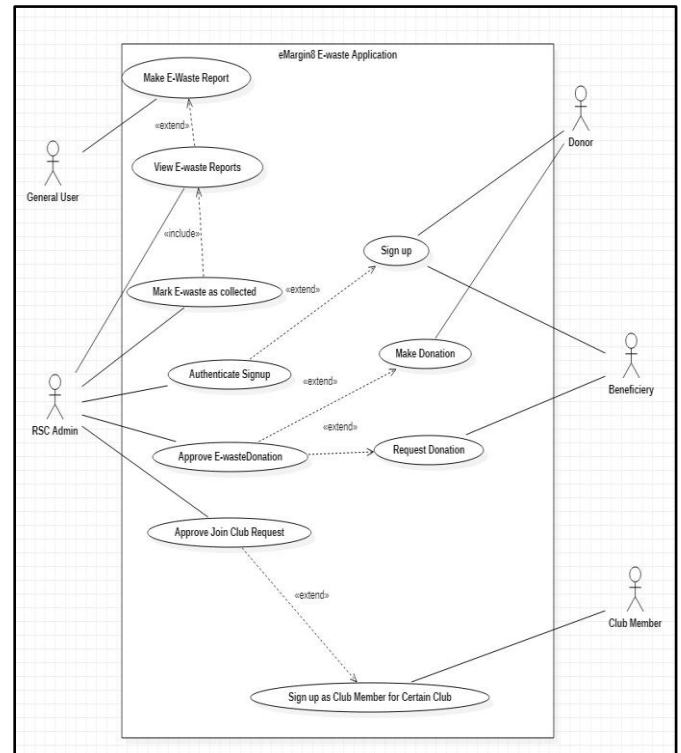 eMargin8 E-waste Application
Make E-Waste Report
«extend»
Donor
View E-waste Reports
General User
«include»
Sign up
Mark E-waste as collected
«extend»
Make Donation
Authenticate Signup
«extend»
Beneficiery
RSC Admin
«extend»
Approve E-wasteDonation
Request Donation
Approve Join Club Request
«extend»
Club Member
Sign up as Club Member for Certain Club